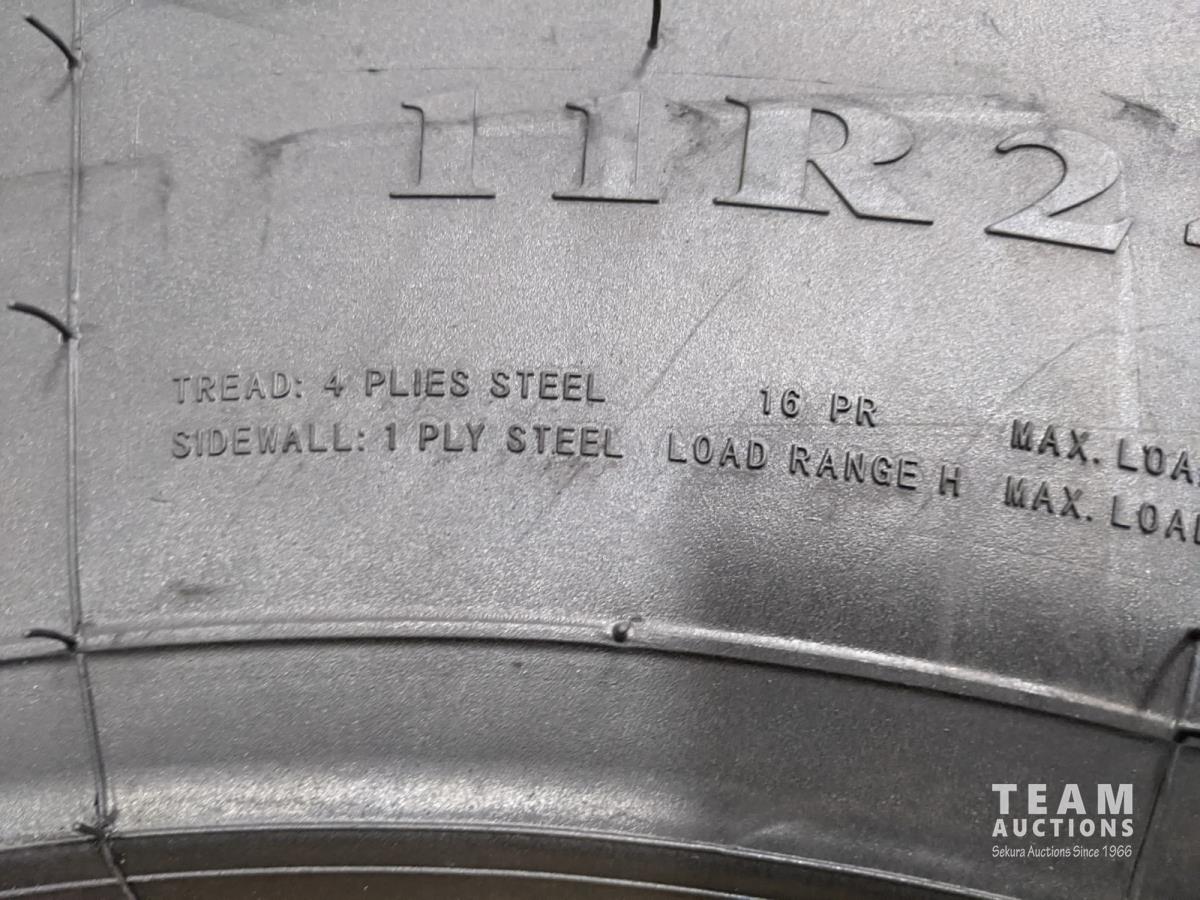 11R2
TREAD: 4 PLIES STEEL
SIDEWALL: 1 PLY STEEL
16 PR
LOAD RANGE H
MAX. LOA
MAX. LOAD
TEAM
AUCTIONS
Sekura Auctions Since 1966